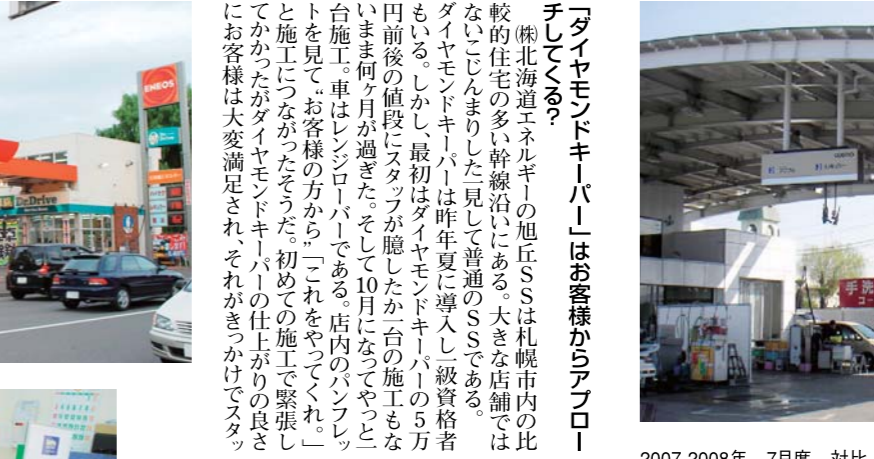 「ダイヤモンドキーパー」はお客様からアプロー
チしてくる?
㈱北海道エネルギーの旭丘SSは札幌市内の比
較的住宅の多い幹線沿いにある。大きな店舗では
ないこじんまりした一見して普通のSSである。
ダイヤモンドキーパーは昨年夏に導入し一級資格者
もいる。しかし、最初はダイヤモンドキーパーの5万
円前後の値段にスタッフが臆したか一台の施工もな
いまま何ヶ月が過ぎた。そして10月になってやっと一
台施工。車はレンジローバーである。店内のパンフレッ
トを見て“お客様の方から”「これをやってくれ。」
と施工につながったそうだ。初めての施工で緊張し
てかかったがダイヤモンドキーパーの仕上がりの良さ
にお客様は大変満足され、それがきっかけでスタッ
ENEOS
Dr.Drive
手洗
コー
2007-2008年 7月度 対比